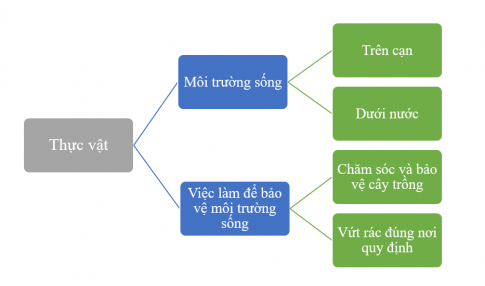 Thực vật
Môi trường sống
Trên cạn
Dưới nước
Việc làm để bảo
vệ môi trường
sống
Chăm sóc và bảo
vệ cây trồng
Vứt rác đúng nơi
quy định